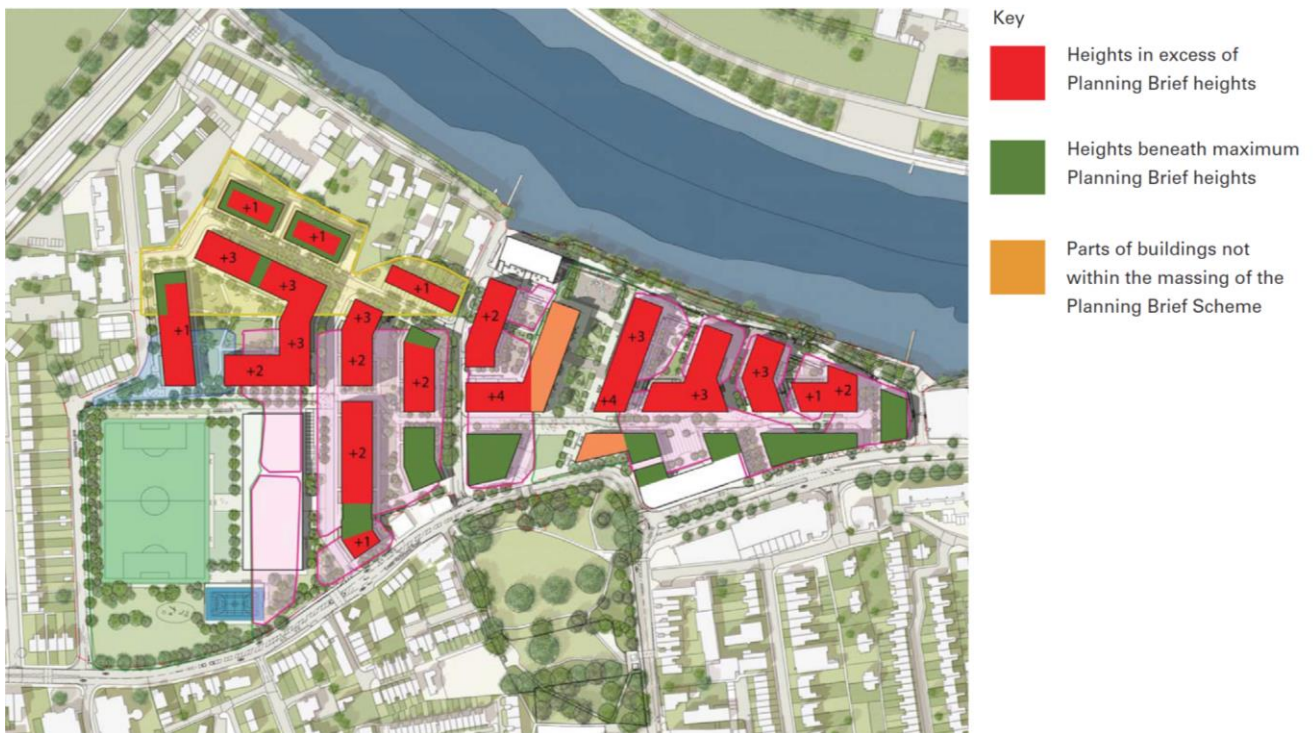 Key
Heights in excess of
Planning Brief heights
Heights beneath maximum
Planning Brief heights
Parts of buildings not
within the massing of the
Planning Brief Scheme
+1
+1
+3
+3
+1
+1
+3
+2
+3
+2
+2
+2
+4
+3
+4
+3
+3
+1
+2
+2
+1